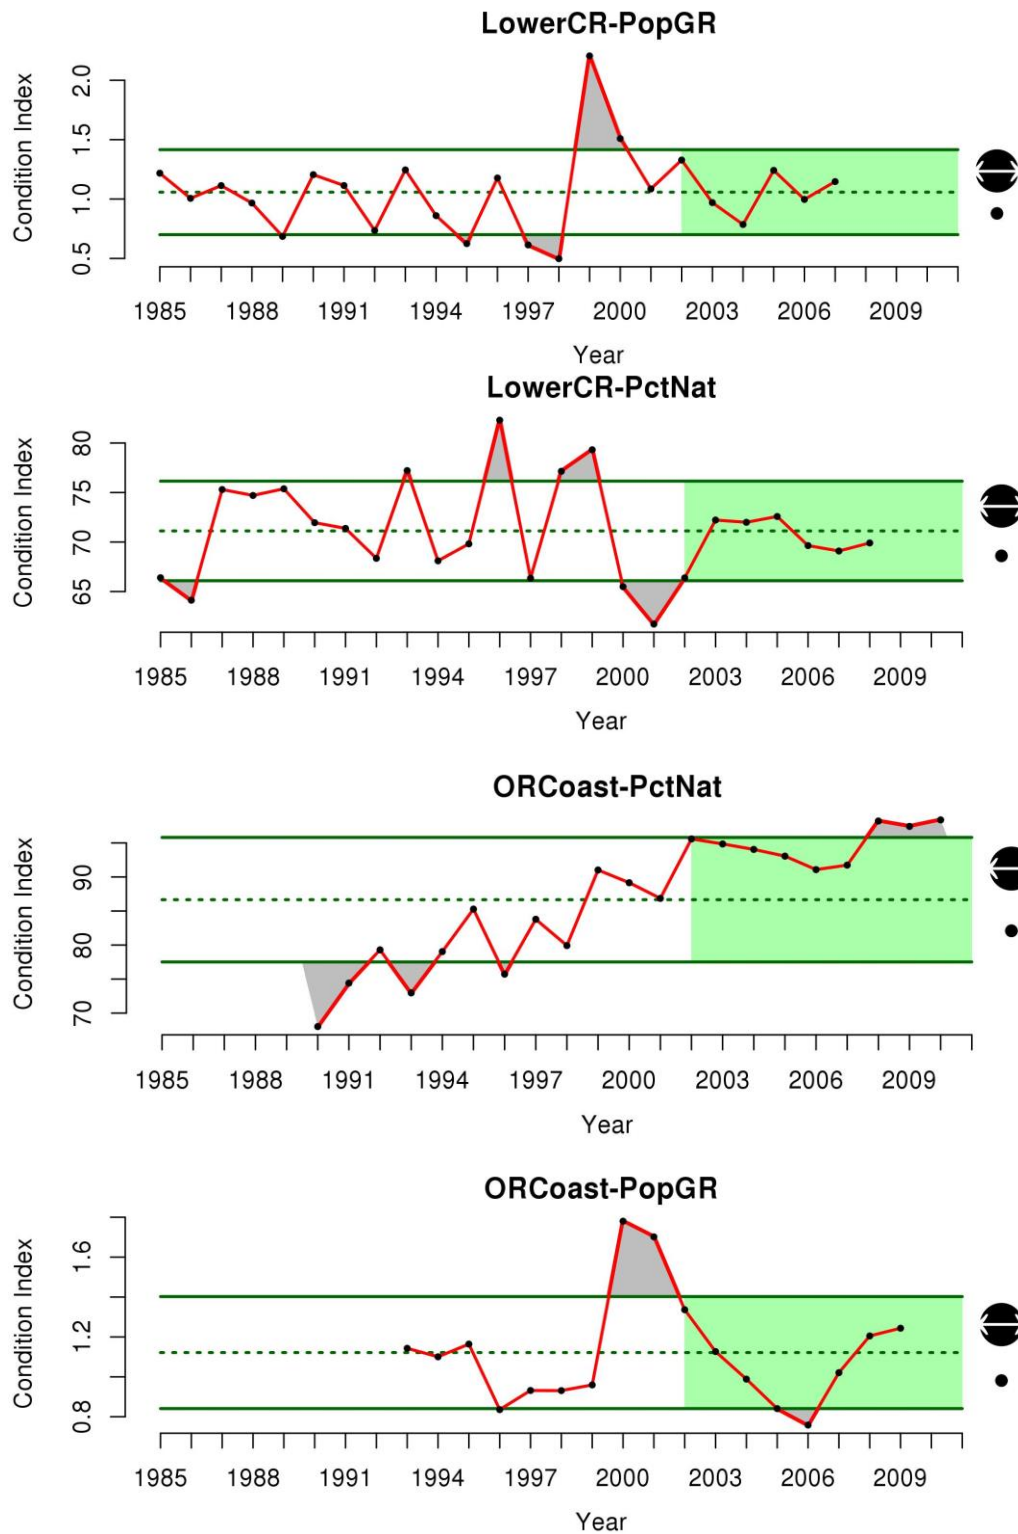 LowerCR-PopGR
Condition Index
2.0
1.5
1.0
0.5
1985 1988 1991 1994 1997 2000 2003 2006 2009
Year
LowerCR-PctNat
Condition Index
80
75
70
65
1985 1988 1991 1994 1997 2000 2003 2006 2009
Year
ORCoast-PctNat
Condition Index
90
80
70
1985 1988 1991 1994 1997 2000 2003 2006 2009
Year
ORCoast-PopGR
Condition Index
1.6
1.2
0.8
1985 1988 1991 1994 1997 2000 2003 2006 2009
Year